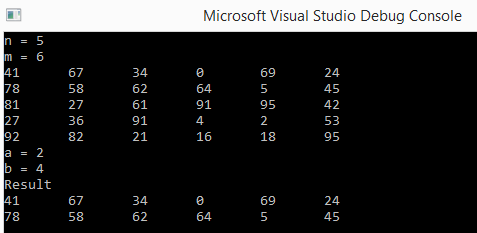 Microsoft Visual Studio Debug Console
n = 5
m = 6
41 67 34 0 69 24
78 58 62 64 5 45
81 27 61 91 95 42
27 36 91 4 2 53
92 82 21 16 18 95
a = 2
b = 4
Result
41 67 34 0 69 24
78 58 62 64 5 45